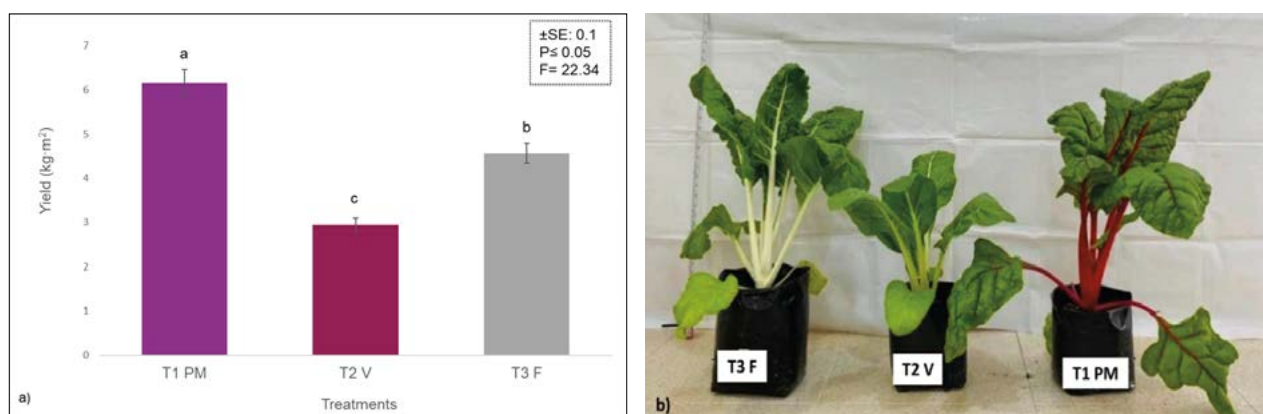 ±SE: 0.1
P≤ 0.05
F= 22.34
7
6
5
4
3
2
1
0
Yield (kg·m²)
a
c
b
T1 PM
T2 V
T3 F
Treatments
a)
T3 F
T2 V
T1 PM
b)